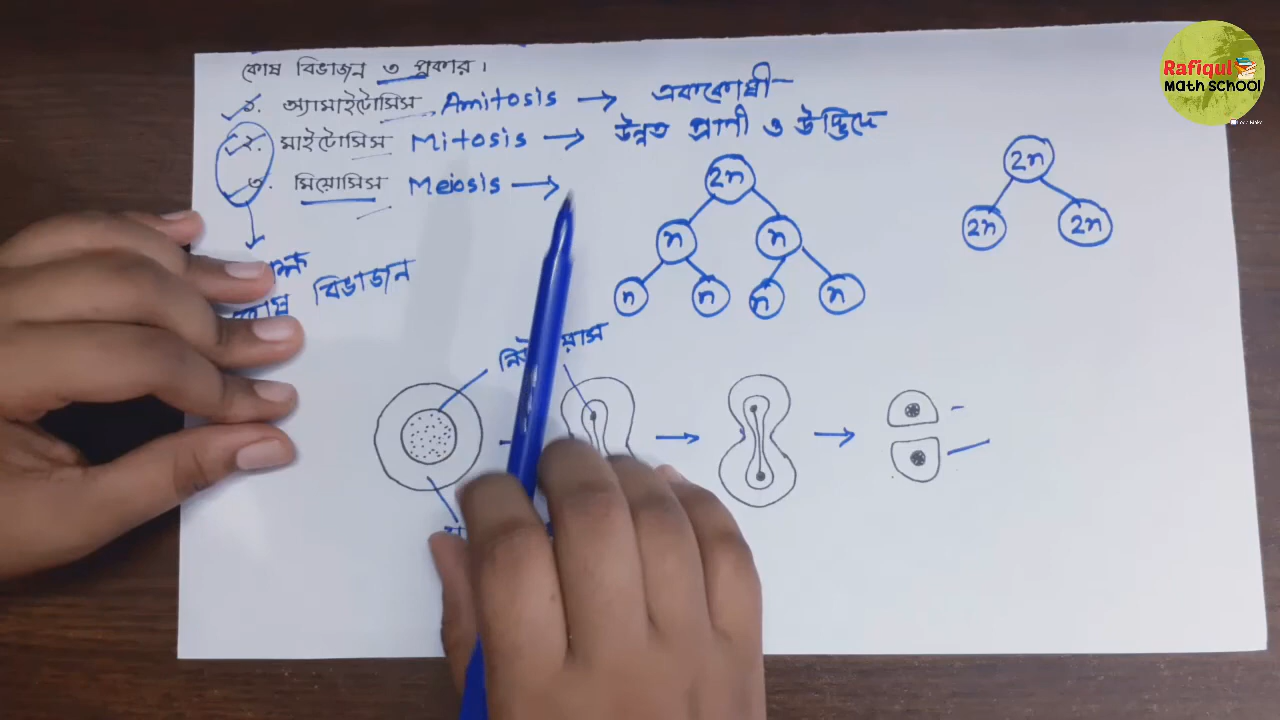 কোষ বিভাজন ৩ প্রকার।
১. অ্যামাইটোসিস Amitosis → এককোষী
২. মাইটোসিস Mitosis → উন্নত প্রাণী ও উদ্ভিদে
৩. মিয়োসিস Meiosis →
বিভাজন
2n
n n
n n n n
2n
2n 2n
Rafiqul
Math SCHOOL